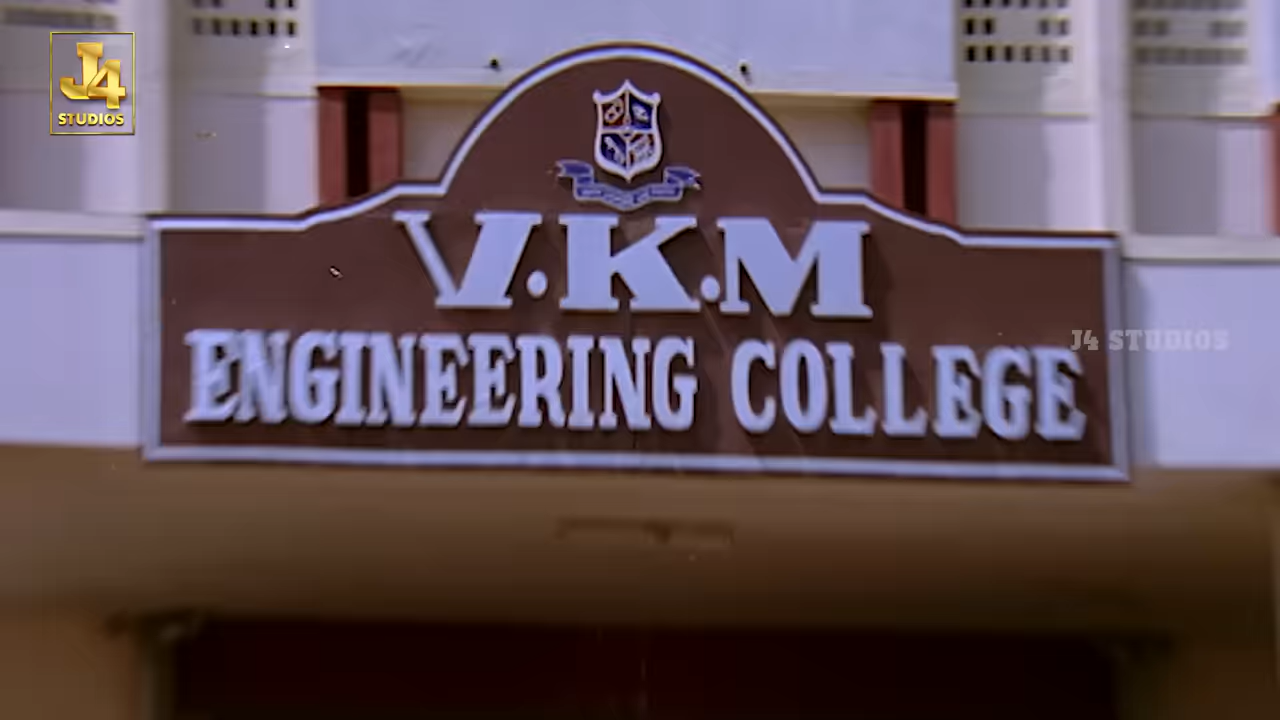 J4
STUDIOS
V.K.M
ENGINEERING COLLEGE
J4 STUDIOS